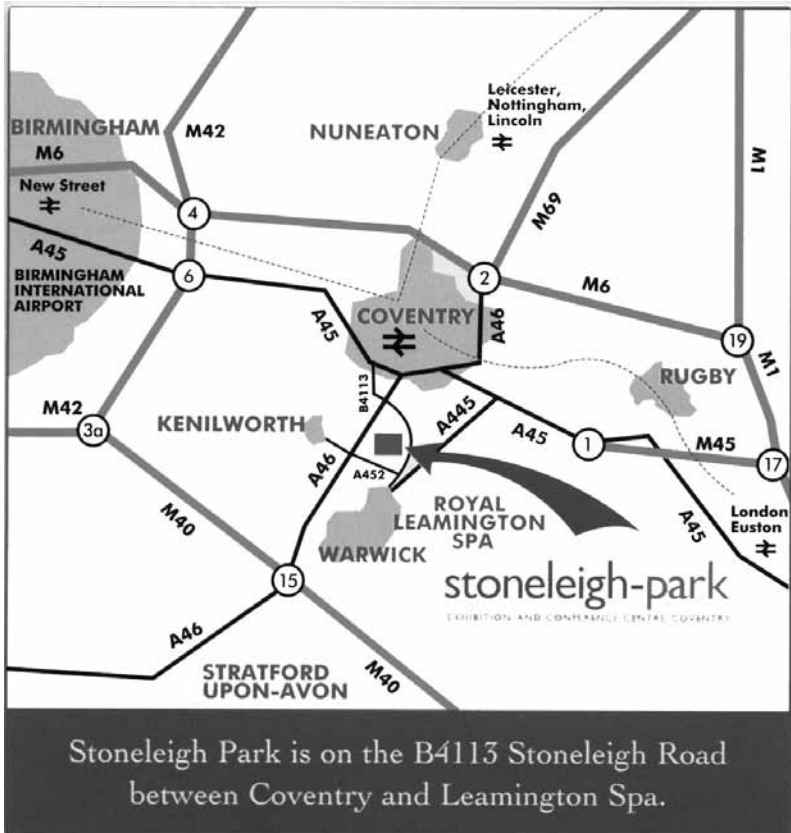 Leicester,
Nottingham,
Lincoln
BIRMINGHAM
M42
NUNEATON
M6
M1
New Street
M69
4
A45
BIRMINGHAM
INTERNATIONAL
AIRPORT
6
2
M6
A45
COVENTRY
A46
19
M1
RUGBY
B4113
M42
3a
KENILWORTH
A445
A45
1
M45
17
A46
A452
M40
ROYAL
LEAMINGTON
SPA
A45
London
Euston
WARWICK
15
stoneleigh-park
EXHIBITION AND CONFERENCE CENTRE COVENTRY
A46
STRATFORD
UPON-AVON
M40
Stoneleigh Park is on the B4113 Stoneleigh Road
between Coventry and Leamington Spa.